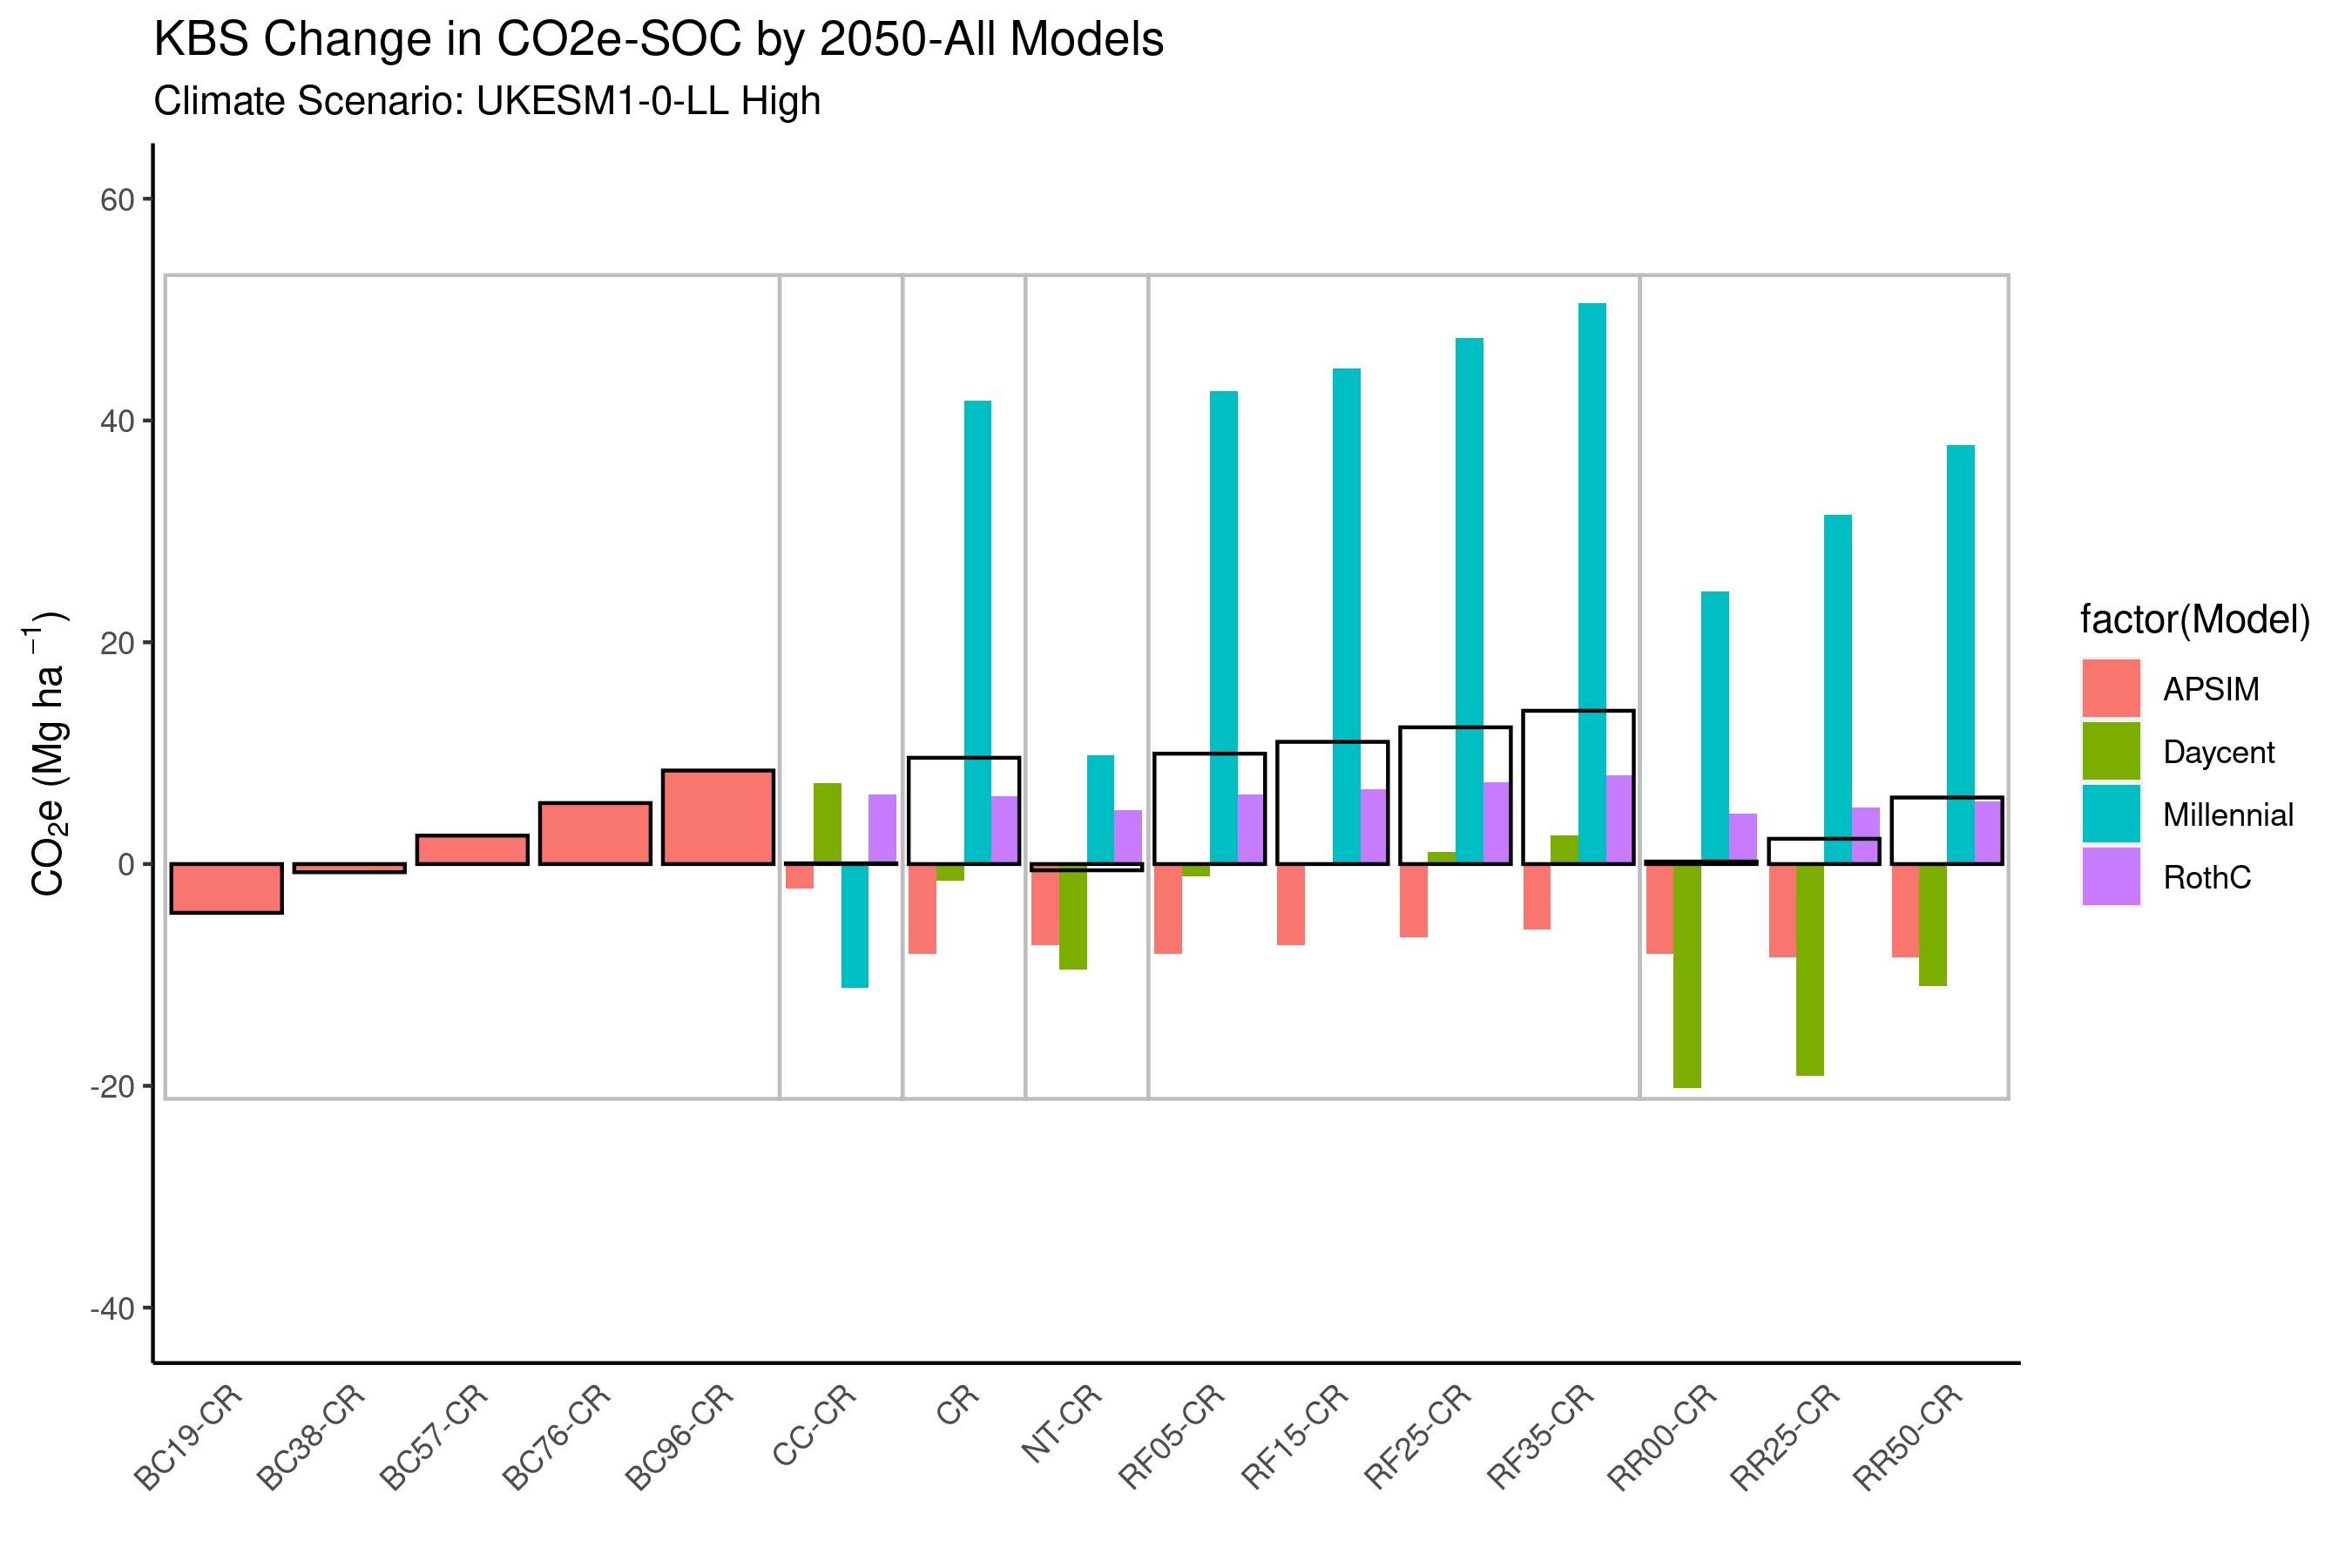 KBS Change in CO2e-SOC by 2050-All Models
Climate Scenario: UKESM1-0-LL High
CO₂e (Mg ha ⁻¹)
60
40
20
0
-20
-40
BC19-CR
BC38-CR
BC57-CR
BC76-CR
BC96-CR
CC-CR
CR
NT-CR
RF05-CR
RF15-CR
RF25-CR
RF35-CR
RR00-CR
RR25-CR
RR50-CR
factor(Model)
APSIM
Daycent
Millennial
RothC